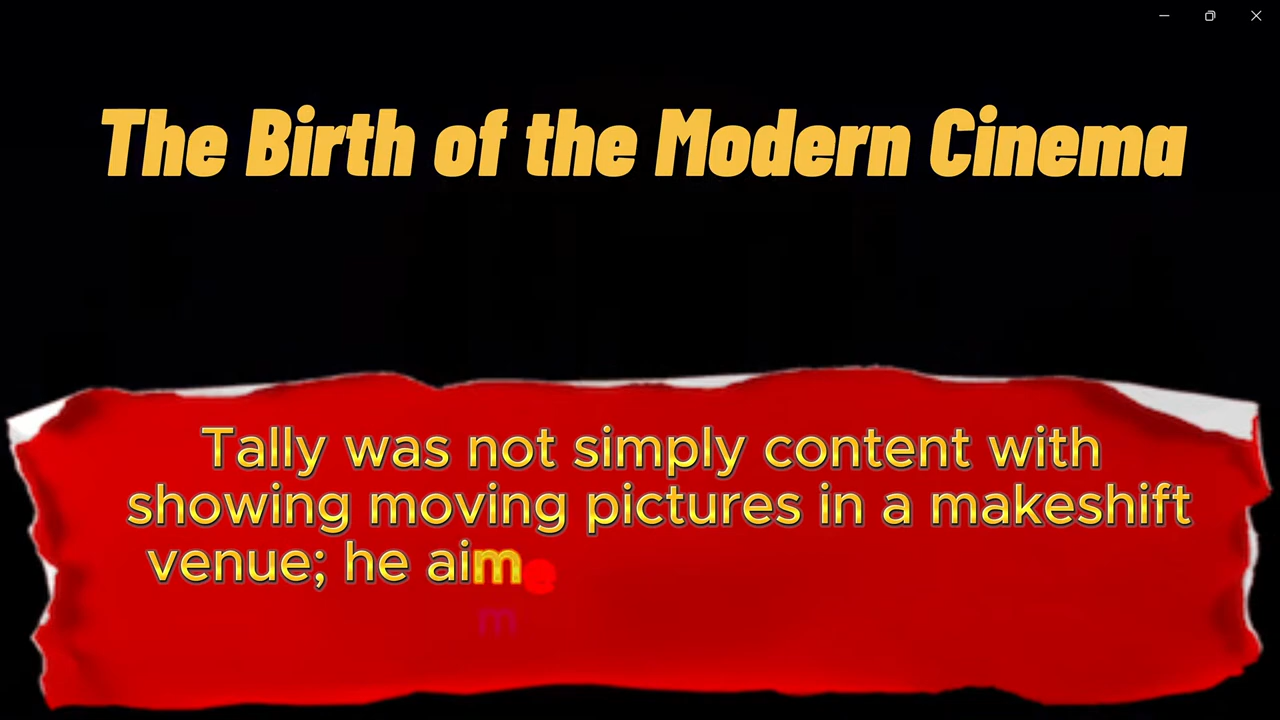 The Birth of the Modern Cinema
Tally was not simply content with
showing moving pictures in a makeshift
venue; he aime